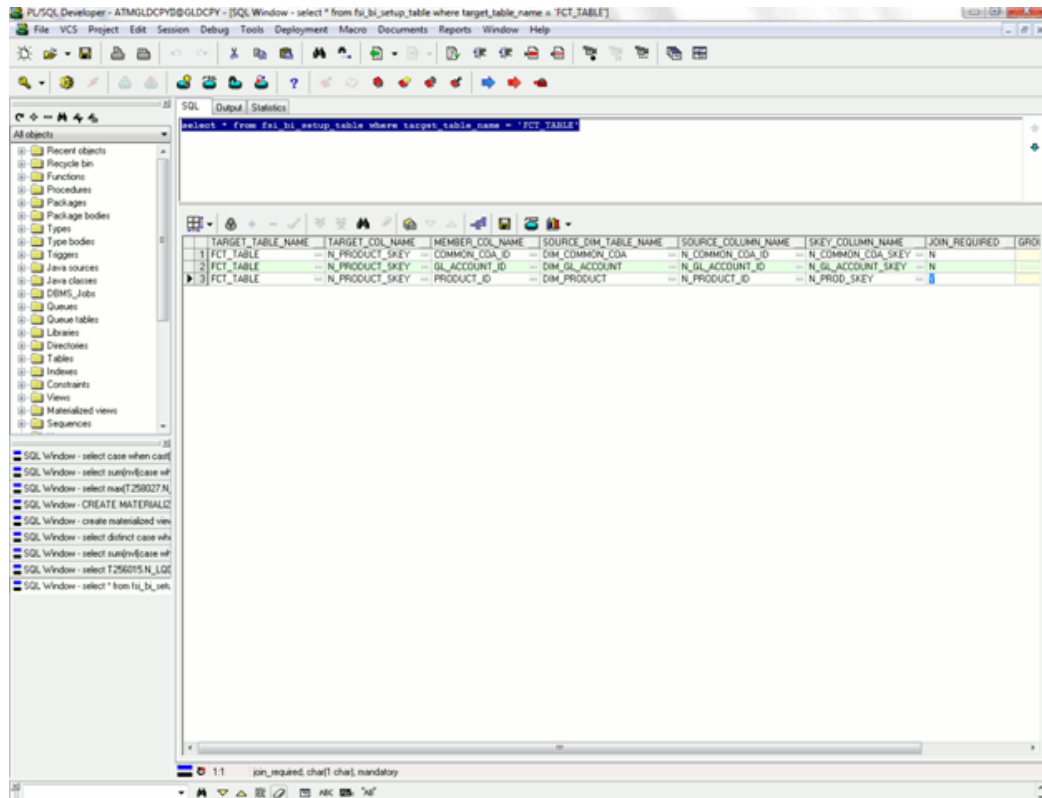 PL/SQL Developer - ATMGLDCPYB@GLDCPY - [SQL Window - select * from fsi_bi_setup_table where target_table_name = 'FCT_TABLE']
File VCS Project Edit Session Debug Tools Deployment Macro Documents Reports Window Help
SQL Output Statistics
select * from fsi_bi_setup_table where target_table_name = 'FCT_TABLE'
All objects
Recent objects
Recycle bin
Functions
Procedures
Packages
Package bodies
Types
Type bodies
Triggers
Java sources
Java classes
DBMS_Jobs
Queues
Queue tables
Libraries
Directories
Tables
Indexes
Constraints
Views
Materialized views
Sequences
TARGET_TABLE_NAME TARGET_COL_NAME MEMBER_COL_NAME SOURCE_DIM_TABLE_NAME SOURCE_COLUMN_NAME SKEY_COLUMN_NAME JOIN_REQUIRED GROU
1 FCT_TABLE N_PRODUCT_SKEY COMMON_COA_ID DIM_COMMON_COA N_COMMON_COA_ID N_COMMON_COA_SKEY N
2 FCT_TABLE N_PRODUCT_SKEY GL_ACCOUNT_ID DIM_GL_ACCOUNT N_GL_ACCOUNT_ID N_GL_ACCOUNT_SKEY N
3 FCT_TABLE N_PRODUCT_SKEY PRODUCT_ID DIM_PRODUCT N_PRODUCT_ID N_PROD_SKEY Y
SQL Window - select case when cast(
SQL Window - select sum(nvl(case wh
SQL Window - select max(T258027.N_
SQL Window - CREATE MATERIALIZ
SQL Window - create materialized view
SQL Window - select distinct case whe
SQL Window - select sum(nvl(case wh
SQL Window - select T256015.N_LQD
SQL Window - select * from fsi_bi_setu
1:1 join_required, char(1 char), mandatory
ABC "AB"